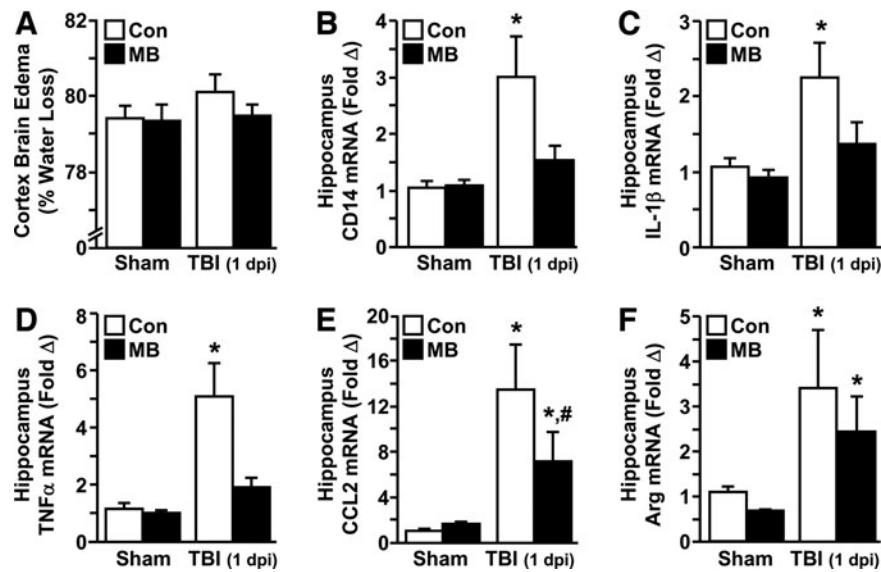 A
Cortex Brain Edema
(% Water Loss)
82
80
78
0
Con
MB
Sham
TBI (1 dpi)
B
Hippocampus
CD14 mRNA (Fold Δ)
4
3
2
1
0
Con
MB
*
Sham
TBI (1 dpi)
C
Hippocampus
IL-1β mRNA (Fold Δ)
3
2
1
0
Con
MB
*
Sham
TBI (1 dpi)
D
Hippocampus
TNFα mRNA (Fold Δ)
8
6
4
2
0
Con
MB
*
Sham
TBI (1 dpi)
E
Hippocampus
CCL2 mRNA (Fold Δ)
20
16
12
8
4
0
Con
MB
*
*,#
Sham
TBI (1 dpi)
F
Hippocampus
Arg mRNA (Fold Δ)
5
4
3
2
1
0
Con
MB
*
*
Sham
TBI (1 dpi)